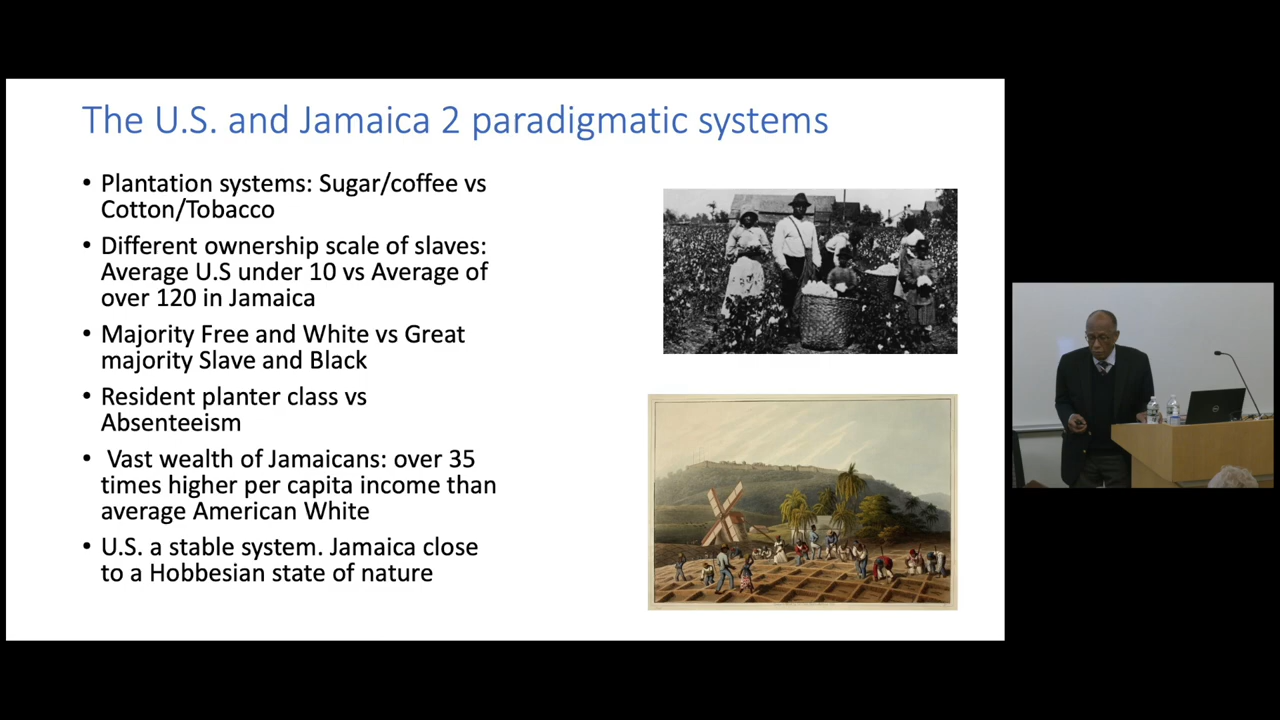 The U.S. and Jamaica 2 paradigmatic systems
• Plantation systems: Sugar/coffee vs
Cotton/Tobacco
• Different ownership scale of slaves:
Average U.S under 10 vs Average of
over 120 in Jamaica
• Majority Free and White vs Great
majority Slave and Black
• Resident planter class vs
Absenteeism
• Vast wealth of Jamaicans: over 35
times higher per capita income than
average American White
• U.S. a stable system. Jamaica close
to a Hobbesian state of nature